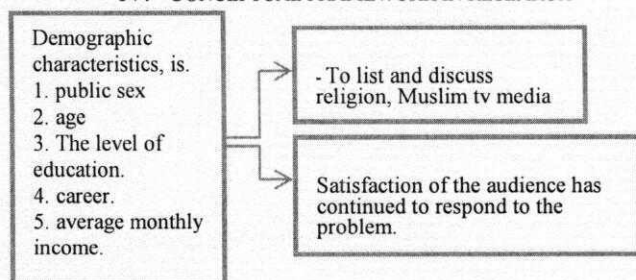 Demographic
characteristics, is.
1. public sex
2. age
3. The level of
education.
4. career.
5. average monthly
income.
- To list and discuss
religion, Muslim tv media
Satisfaction of the audience has
continued to respond to the
problem.